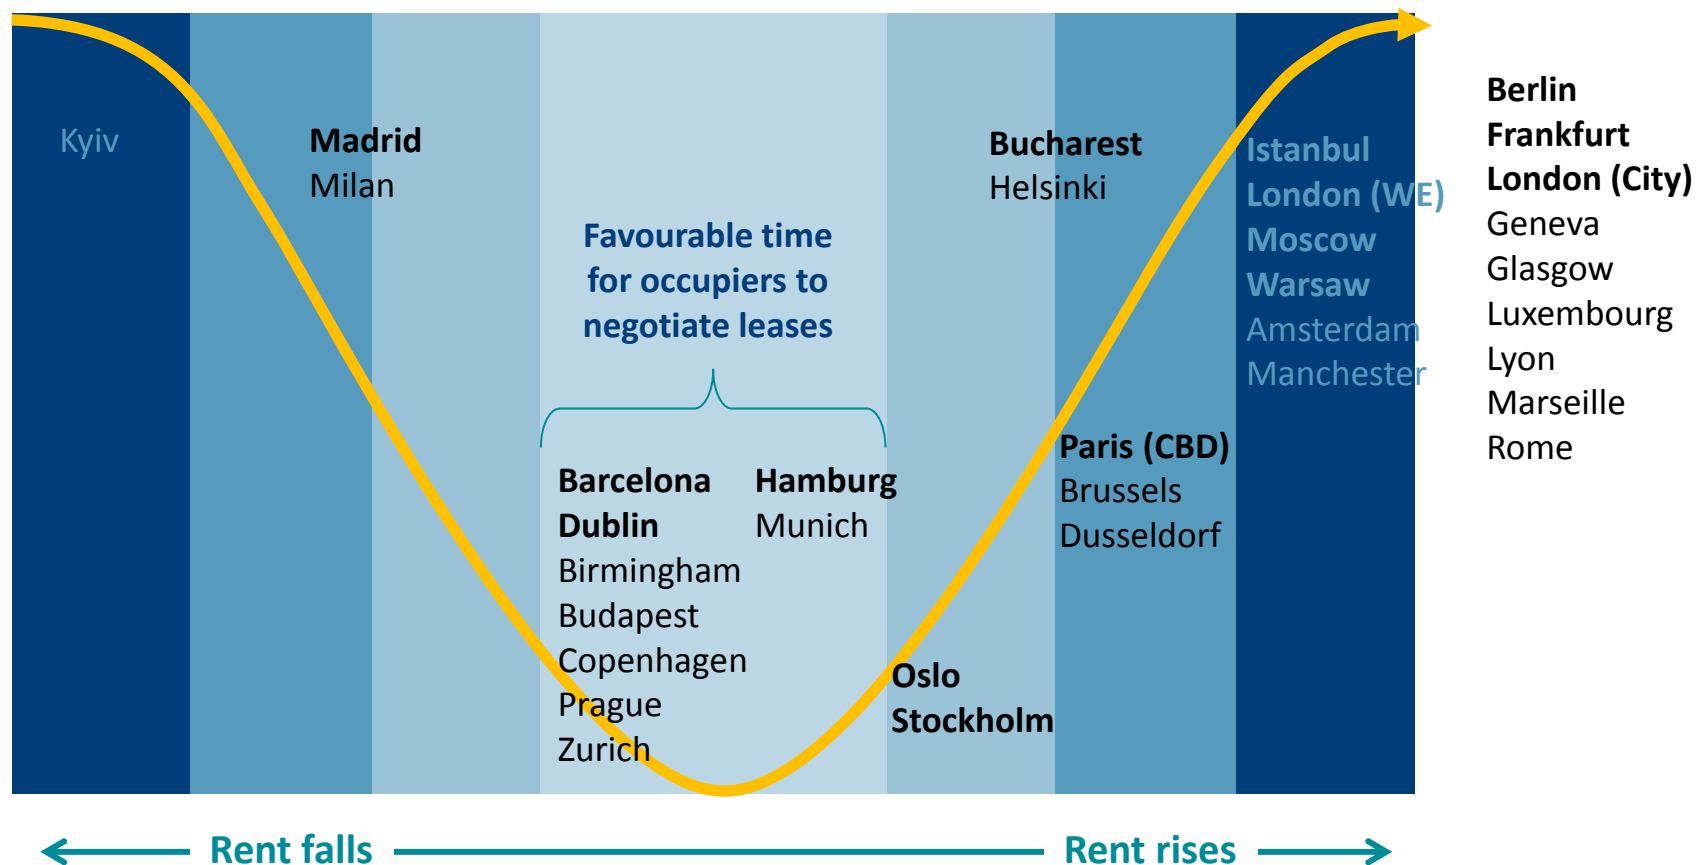 Kyiv
Madrid
Milan
Favourable time
for occupiers to
negotiate leases
Barcelona
Dublin
Birmingham
Budapest
Copenhagen
Prague
Zurich
Hamburg
Munich
Bucharest
Helsinki
Oslo
Stockholm
Paris (CBD)
Brussels
Dusseldorf
Istanbul
London (WE)
Moscow
Warsaw
Amsterdam
Manchester
Berlin
Frankfurt
London (City)
Geneva
Glasgow
Luxembourg
Lyon
Marseille
Rome
Rent falls
Rent rises